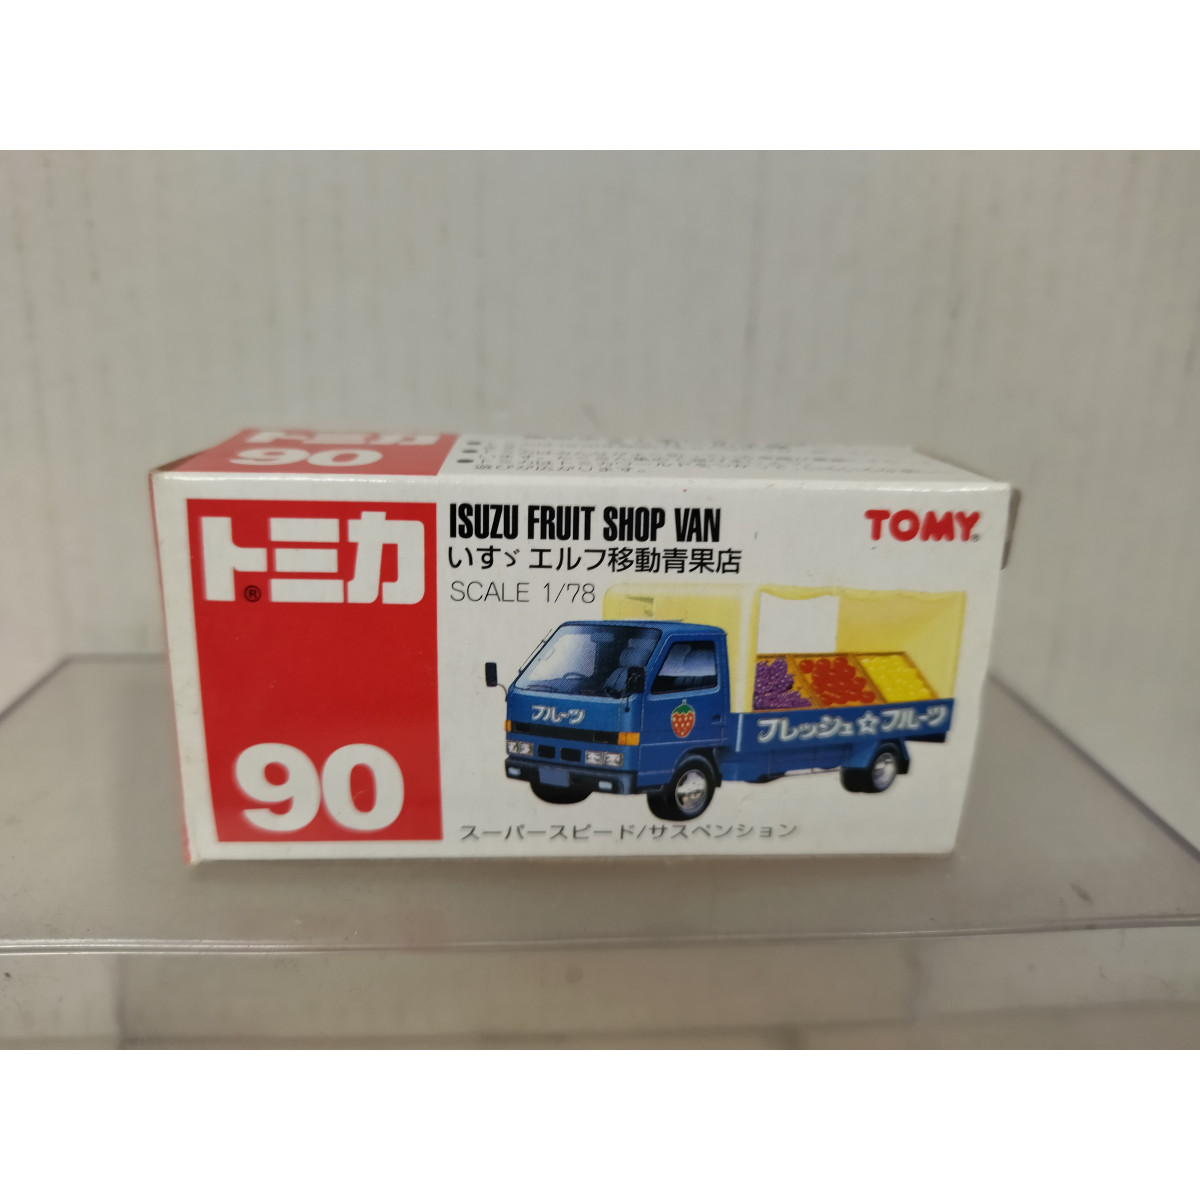 トミカ
90
トミカ®
ISUZU FRUIT SHOP VAN
いすゞ エルフ移動青果店
SCALE 1/78
TOMY®
フルーツ
フレッシュ☆フルーツ
90
スーパースピード/サスペンション